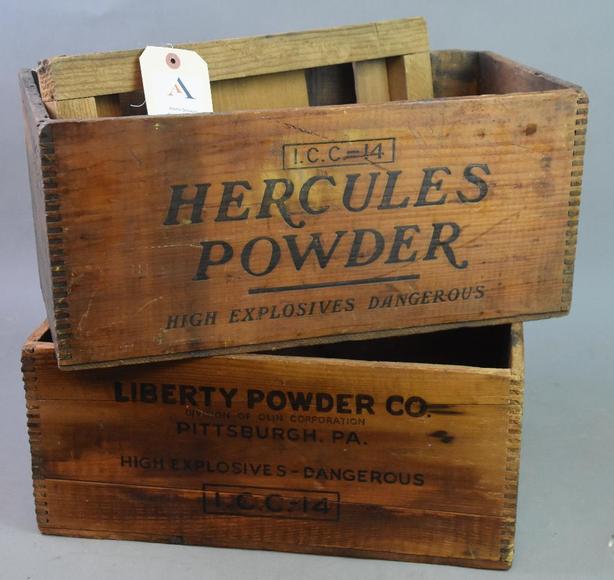 I.C.C.-14
HERCULES
POWDER
HIGH EXPLOSIVES DANGEROUS
LIBERTY POWDER CO.
DIVISION OF OLIN CORPORATION
PITTSBURGH, PA.
HIGH EXPLOSIVES-DANGEROUS
I.C.C.-14